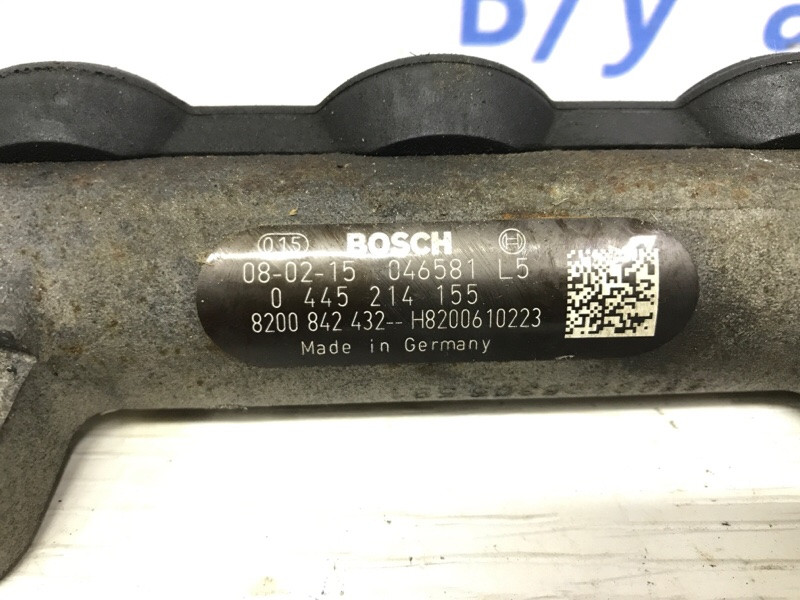 Б/у а
015 BOSCH
08-02-15 046581 L5
0 445 214 155
8200 842 432-- H8200610223
Made in Germany